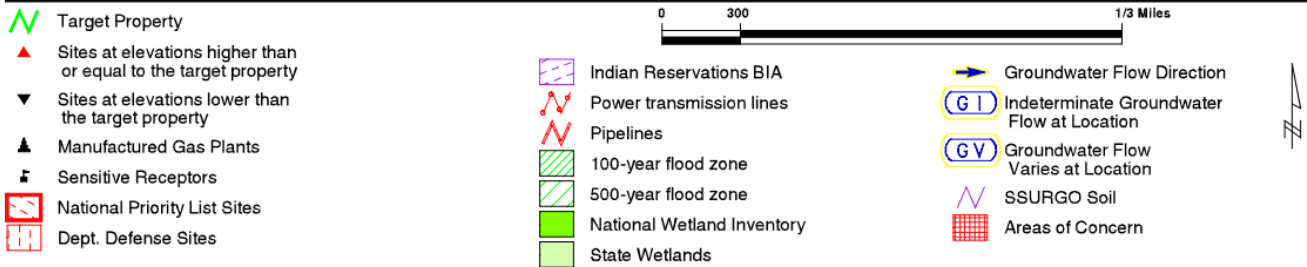 0 300 1/3 Miles
Target Property
Sites at elevations higher than
or equal to the target property
Sites at elevations lower than
the target property
Manufactured Gas Plants
Sensitive Receptors
National Priority List Sites
Dept. Defense Sites
Indian Reservations BIA
Power transmission lines
Pipelines
100-year flood zone
500-year flood zone
National Wetland Inventory
State Wetlands
Groundwater Flow Direction
G I Indeterminate Groundwater
Flow at Location
G V Groundwater Flow
Varies at Location
SSURGO Soil
Areas of Concern
N